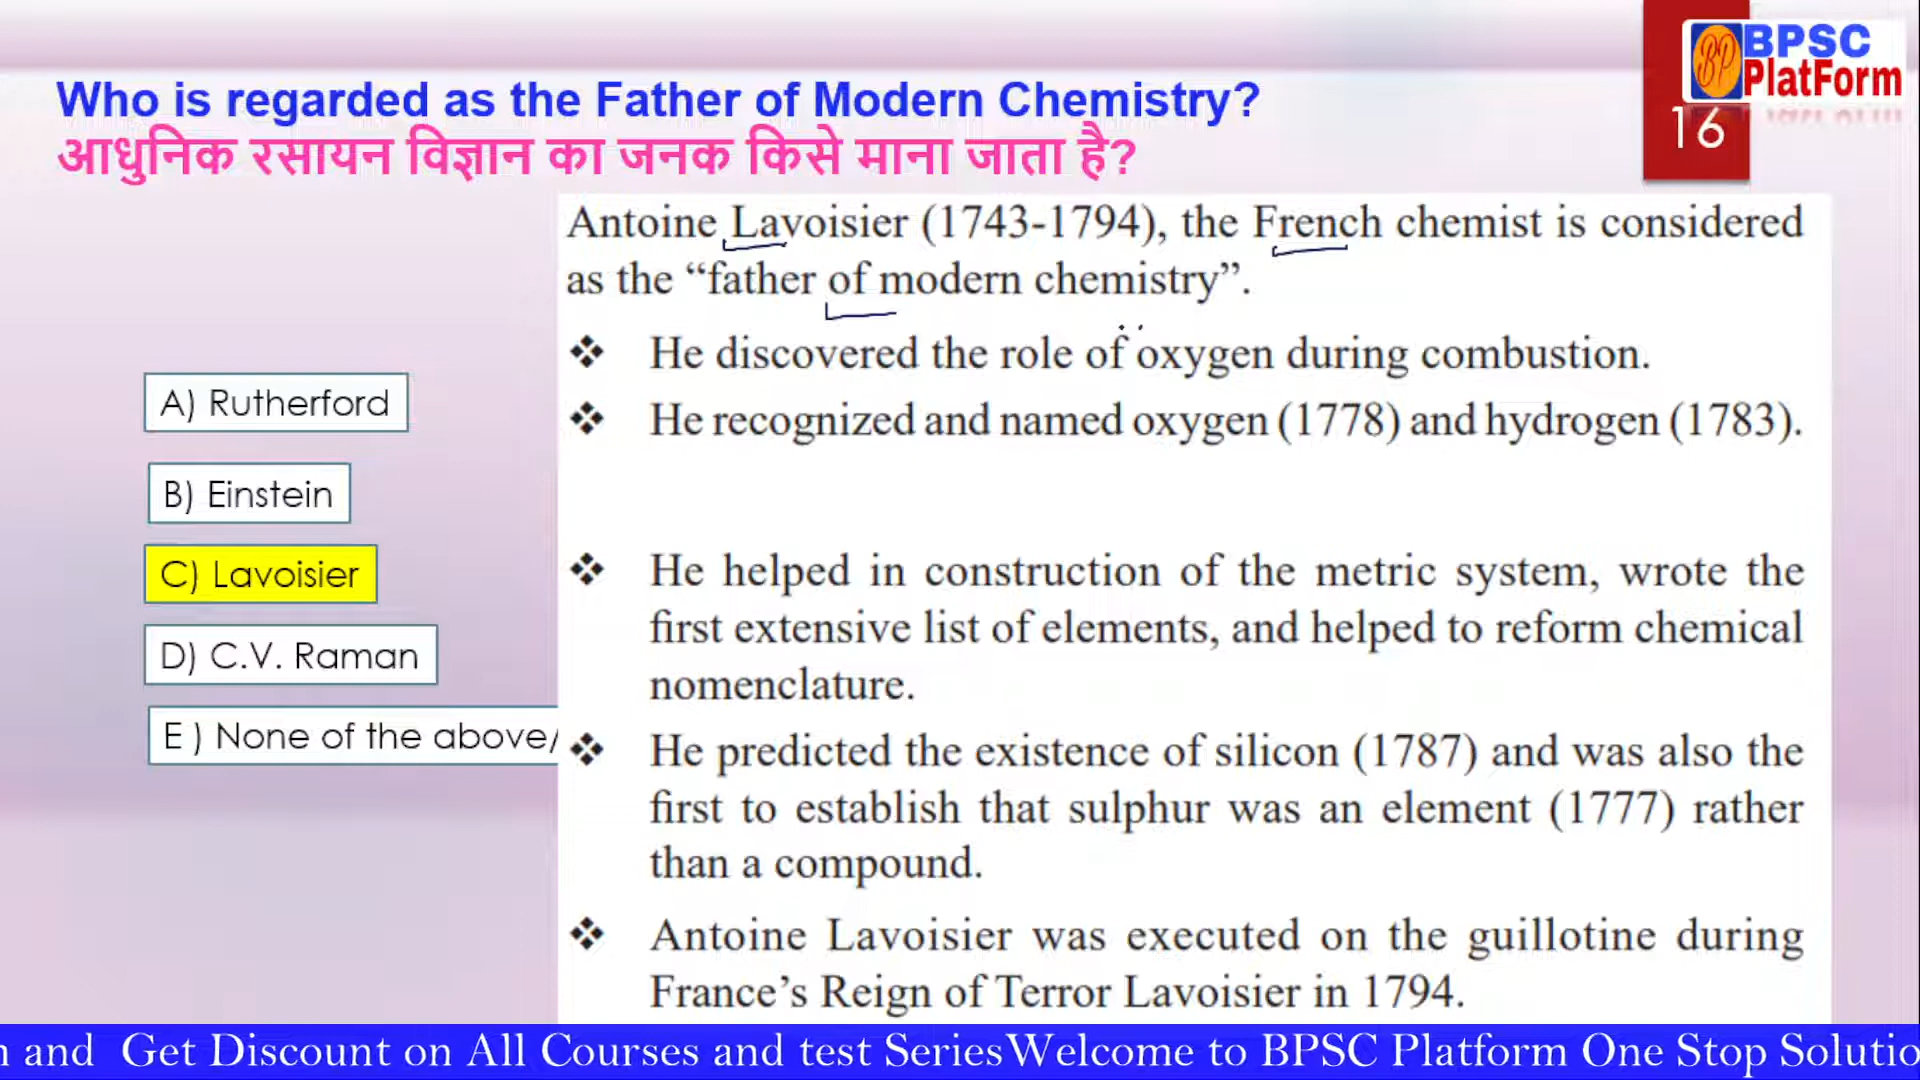 BPSC
PlatForm
16
Who is regarded as the Father of Modern Chemistry?
आधुनिक रसायन विज्ञान का जनक किसे माना जाता है?
A) Rutherford
B) Einstein
C) Lavoisier
D) C.V. Raman
E ) None of the above/
Antoine Lavoisier (1743-1794), the French chemist is considered
as the “father of modern chemistry”.
❖ He discovered the role of oxygen during combustion.
❖ He recognized and named oxygen (1778) and hydrogen (1783).
❖ He helped in construction of the metric system, wrote the
first extensive list of elements, and helped to reform chemical
nomenclature.
❖ He predicted the existence of silicon (1787) and was also the
first to establish that sulphur was an element (1777) rather
than a compound.
❖ Antoine Lavoisier was executed on the guillotine during
France’s Reign of Terror Lavoisier in 1794.
and Get Discount on All Courses and test Series Welcome to BPSC Platform One Stop